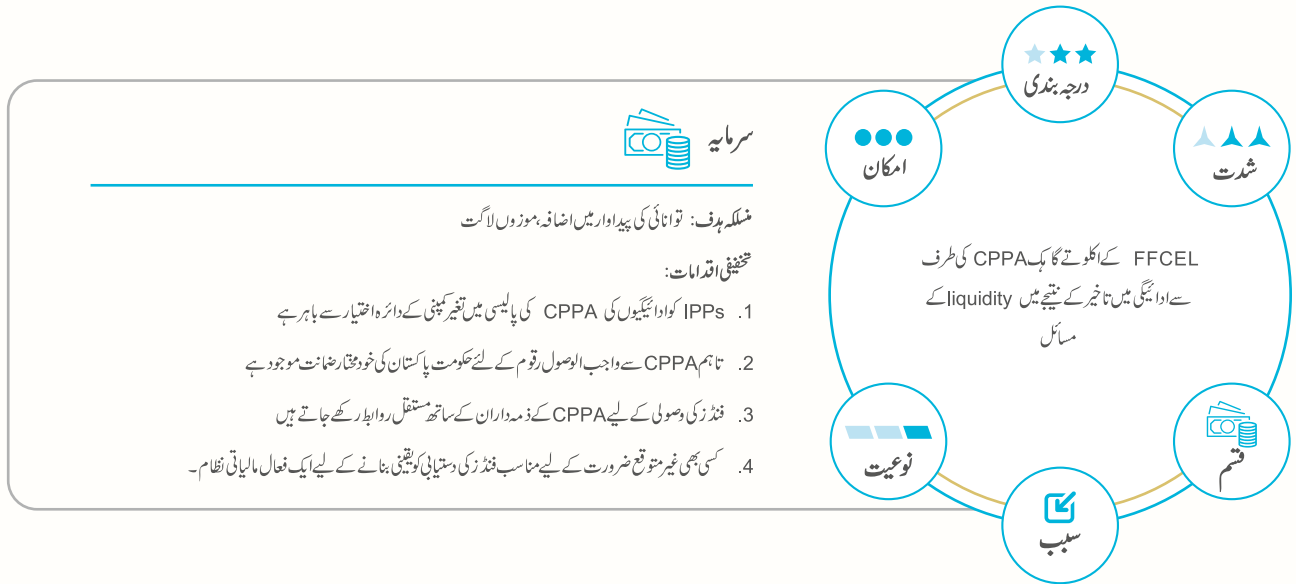 درجہ بندی
شدت
امکان
FFCEL کے اکلوتے گاہک CPPA کی طرف
سے ادائیگی میں تاخیر کے نتیجے میں liquidity کے
مسائل
قسم
سبب
نوعیت
سرمایہ
منسلکہ ہدف: توانائی کی پیداوار میں اضافہ، موزوں لاگت
تخفیفی اقدامات:
1. IPPs کو ادائیگیوں کی CPPA کی پالیسی میں تغیر کمپنی کے دائرہ اختیار سے باہر ہے
2. تاہم CPPA سے واجب الوصول رقوم کے لئے حکومت پاکستان کی خود مختار ضمانت موجود ہے
3. فنڈز کی وصولی کے لیے CPPA کے ذمہ داران کے ساتھ مستقل روابط رکھے جاتے ہیں
4. کسی بھی غیر متوقع ضرورت کے لیے مناسب فنڈز کی دستیابی کو یقینی بنانے کے لیے ایک فعال مالیاتی نظام۔